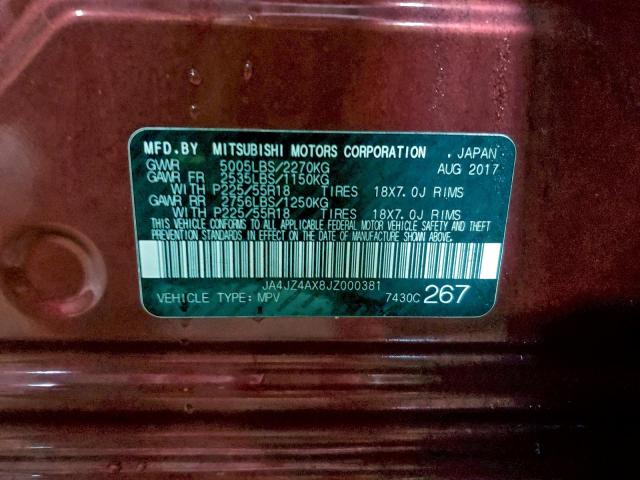 MFD.BY MITSUBISHI MOTORS CORPORATION . JAPAN
GVWR 5005LBS/2270KG AUG 2017
GAWR FR 2535LBS/1150KG
WITH P225/55R18 TIRES 18X7.0J RIMS
GAWR RR 2756LBS/1250KG
WITH P225/55R18 TIRES 18X7.0J RIMS
THIS VEHICLE CONFORMS TO ALL APPLICABLE FEDERAL MOTOR VEHICLE SAFETY AND THEFT
PREVENTION STANDARDS IN EFFECT ON THE DATE OF MANUFACTURE SHOWN ABOVE.
JA4JZ4AX8JZ000381
VEHICLE TYPE: MPV 7430C 267